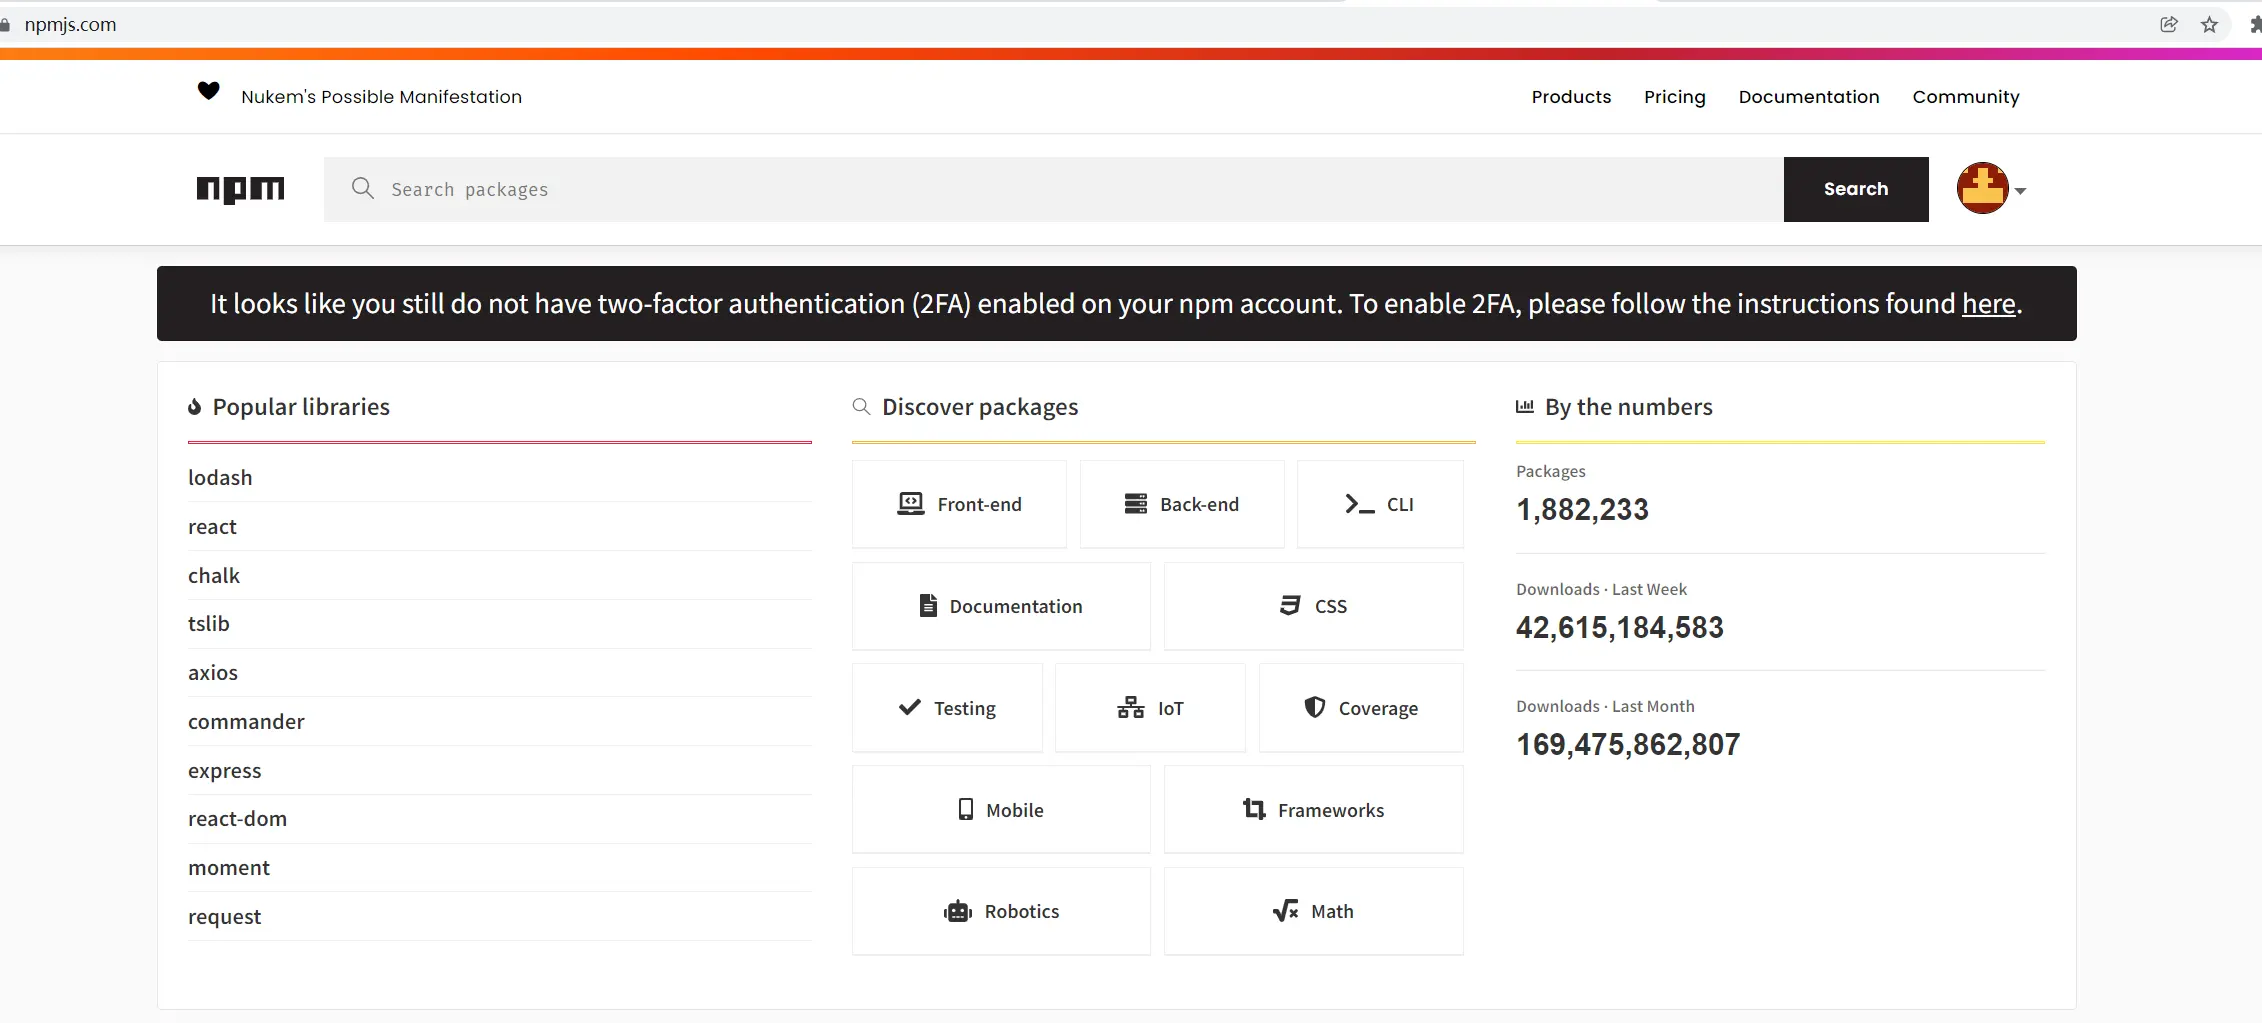 npmjs.com
Nukem's Possible Manifestation
Products Pricing Documentation Community
npm
Search packages
Search
It looks like you still do not have two-factor authentication (2FA) enabled on your npm account. To enable 2FA, please follow the instructions found here.
Popular libraries
lodash
react
chalk
tslib
axios
commander
express
react-dom
moment
request
Discover packages
Front-end
Back-end
CLI
Documentation
CSS
Testing
IoT
Coverage
Mobile
Frameworks
Robotics
Math
By the numbers
Packages
1,882,233
Downloads · Last Week
42,615,184,583
Downloads · Last Month
169,475,862,807